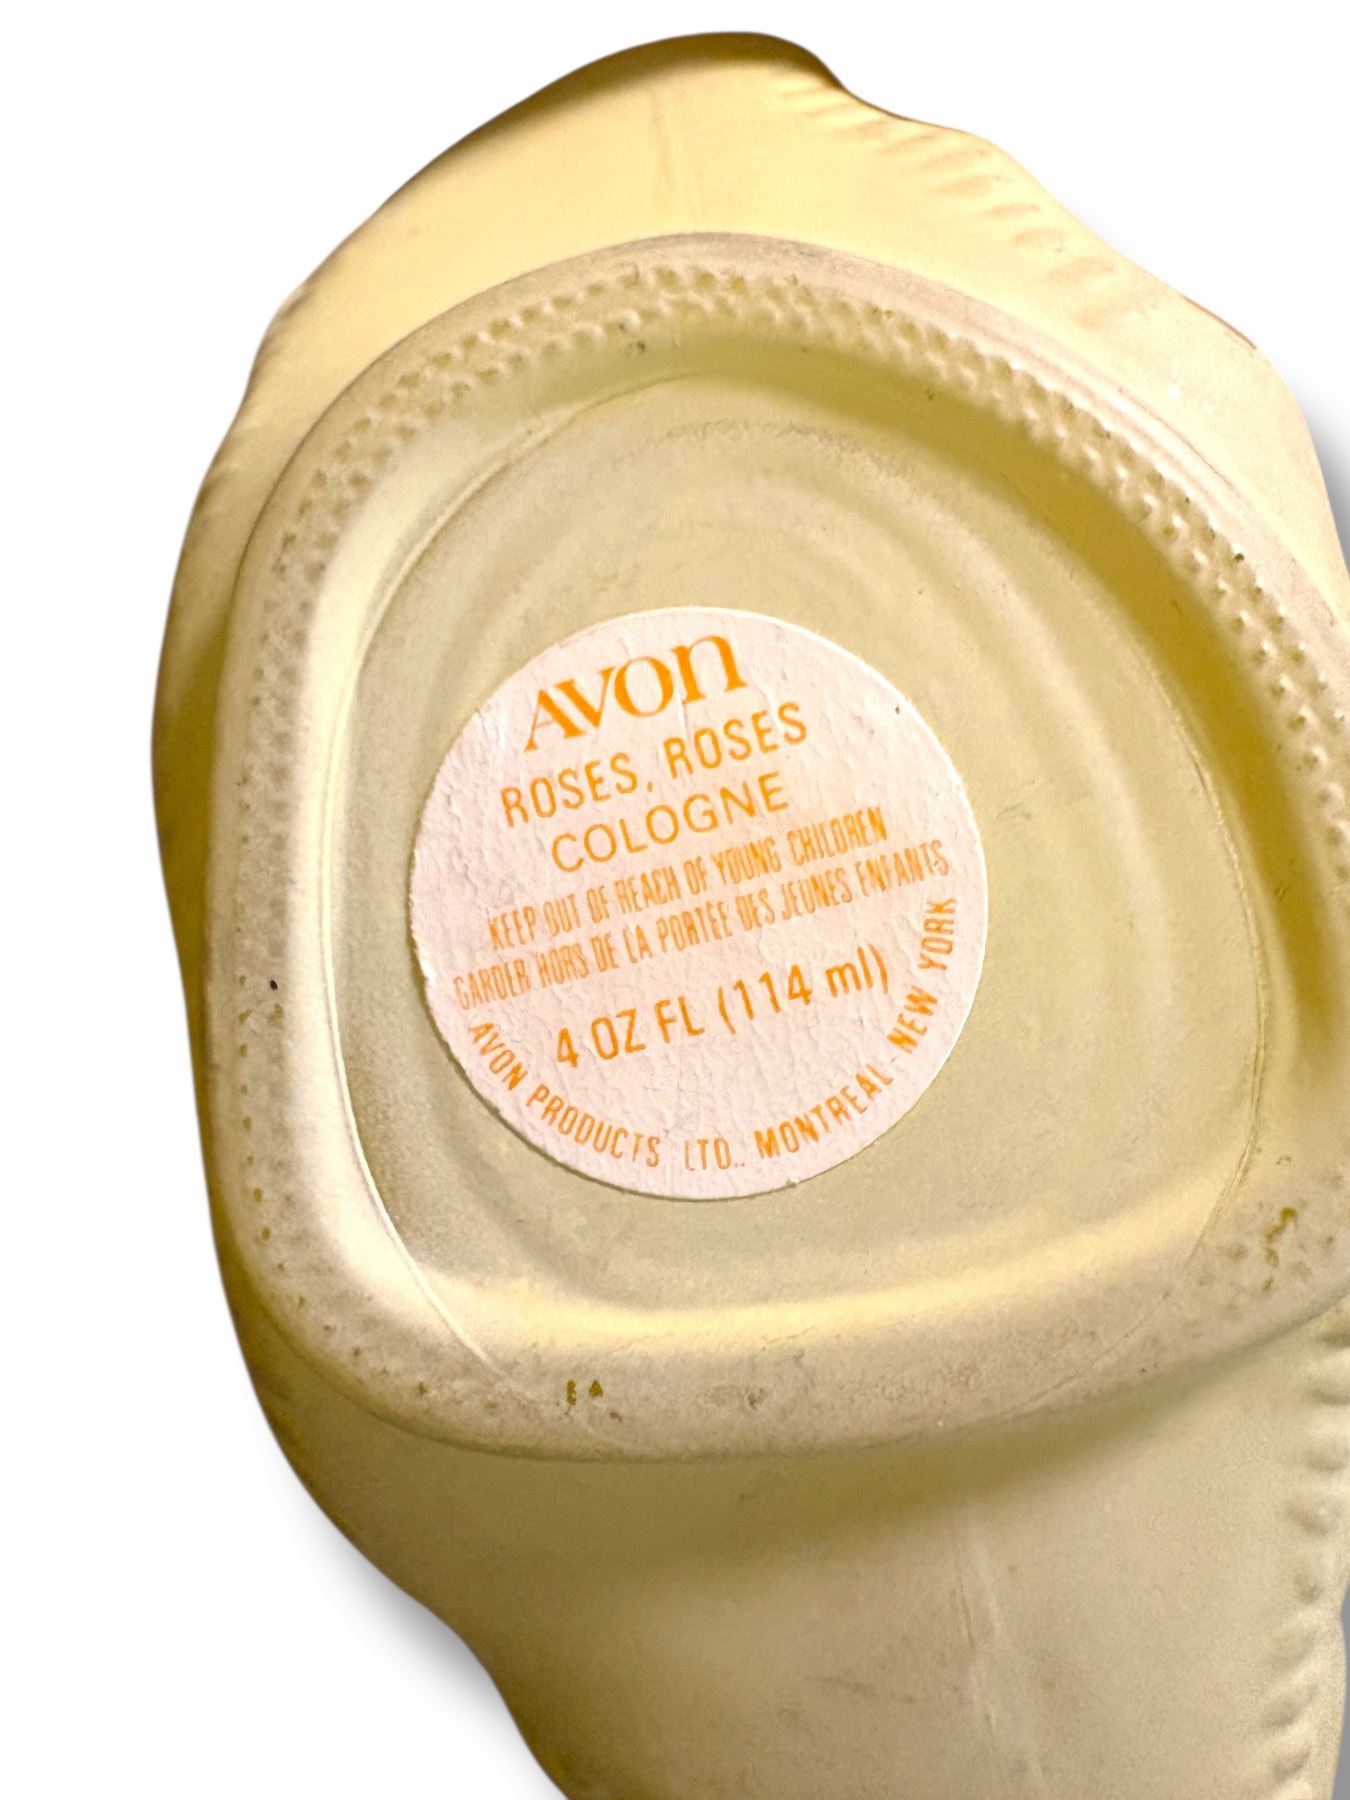 AVON
ROSES, ROSES
COLOGNE
KEEP OUT OF REACH OF YOUNG CHILDREN
GARDER HORS DE LA PORTÉE DES JEUNES ENFANTS
4 OZ FL (114 ml)
AVON PRODUCTS LTD., MONTREAL - NEW YORK